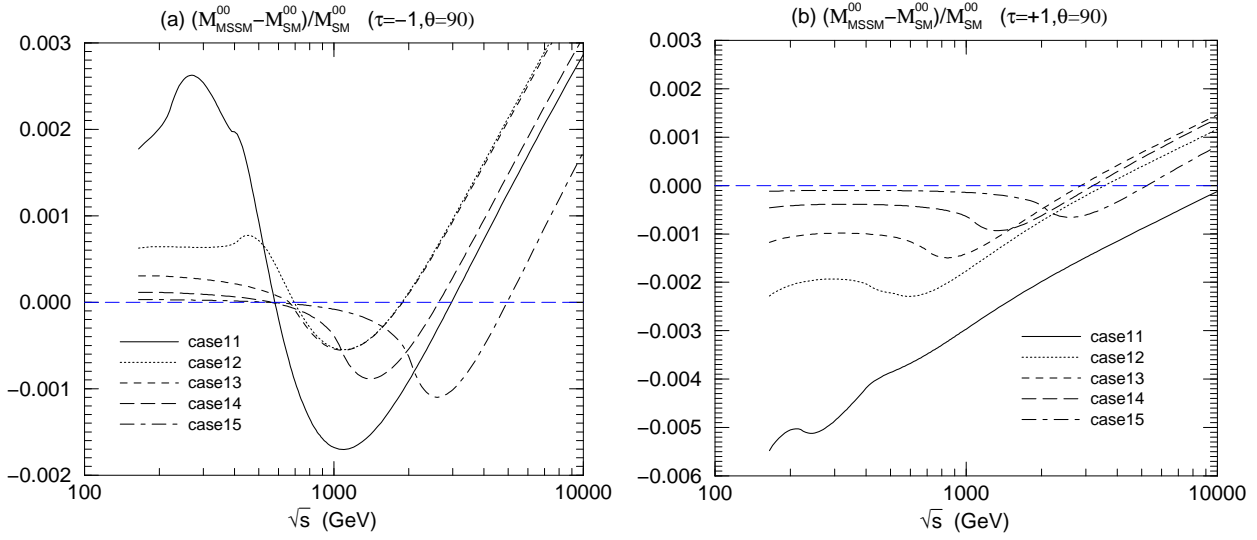 (a) (M^{00}_{MSSM}−M^{00}_{SM})/M^{00}_{SM} (τ=−1,θ=90)
0.003
0.002
0.001
0.000
−0.001
−0.002
case11
case12
case13
case14
case15
100 1000 10000
√s (GeV)
(b) (M^{00}_{MSSM}−M^{00}_{SM})/M^{00}_{SM} (τ=+1,θ=90)
0.003
0.002
0.001
0.000
−0.001
−0.002
−0.003
−0.004
−0.005
−0.006
case11
case12
case13
case14
case15
100 1000 10000
√s (GeV)